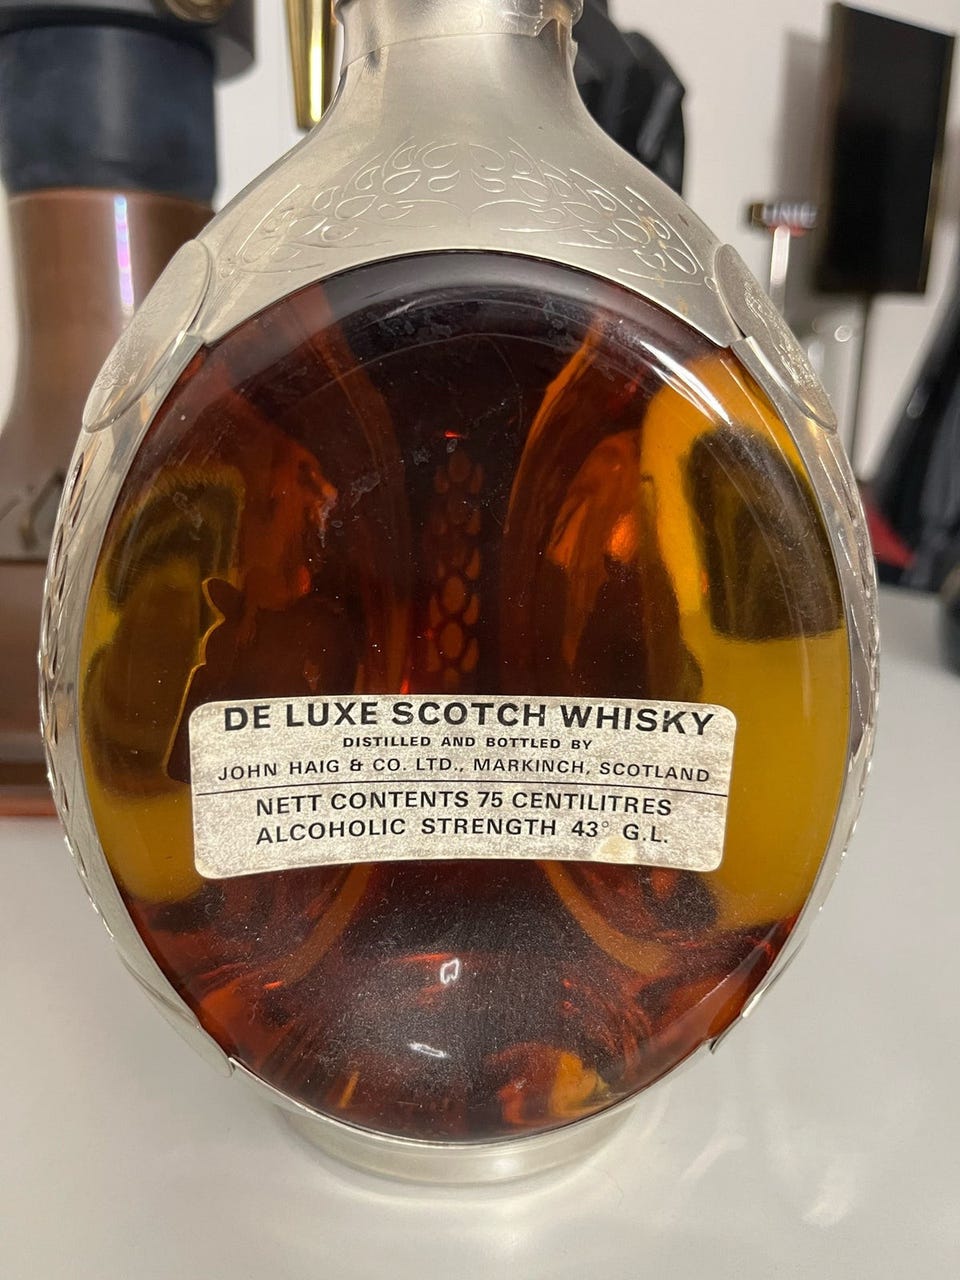 DE LUXE SCOTCH WHISKY
DISTILLED AND BOTTLED BY
JOHN HAIG & CO. LTD., MARKINCH, SCOTLAND
NETT CONTENTS 75 CENTILITRES
ALCOHOLIC STRENGTH 43° G.L.